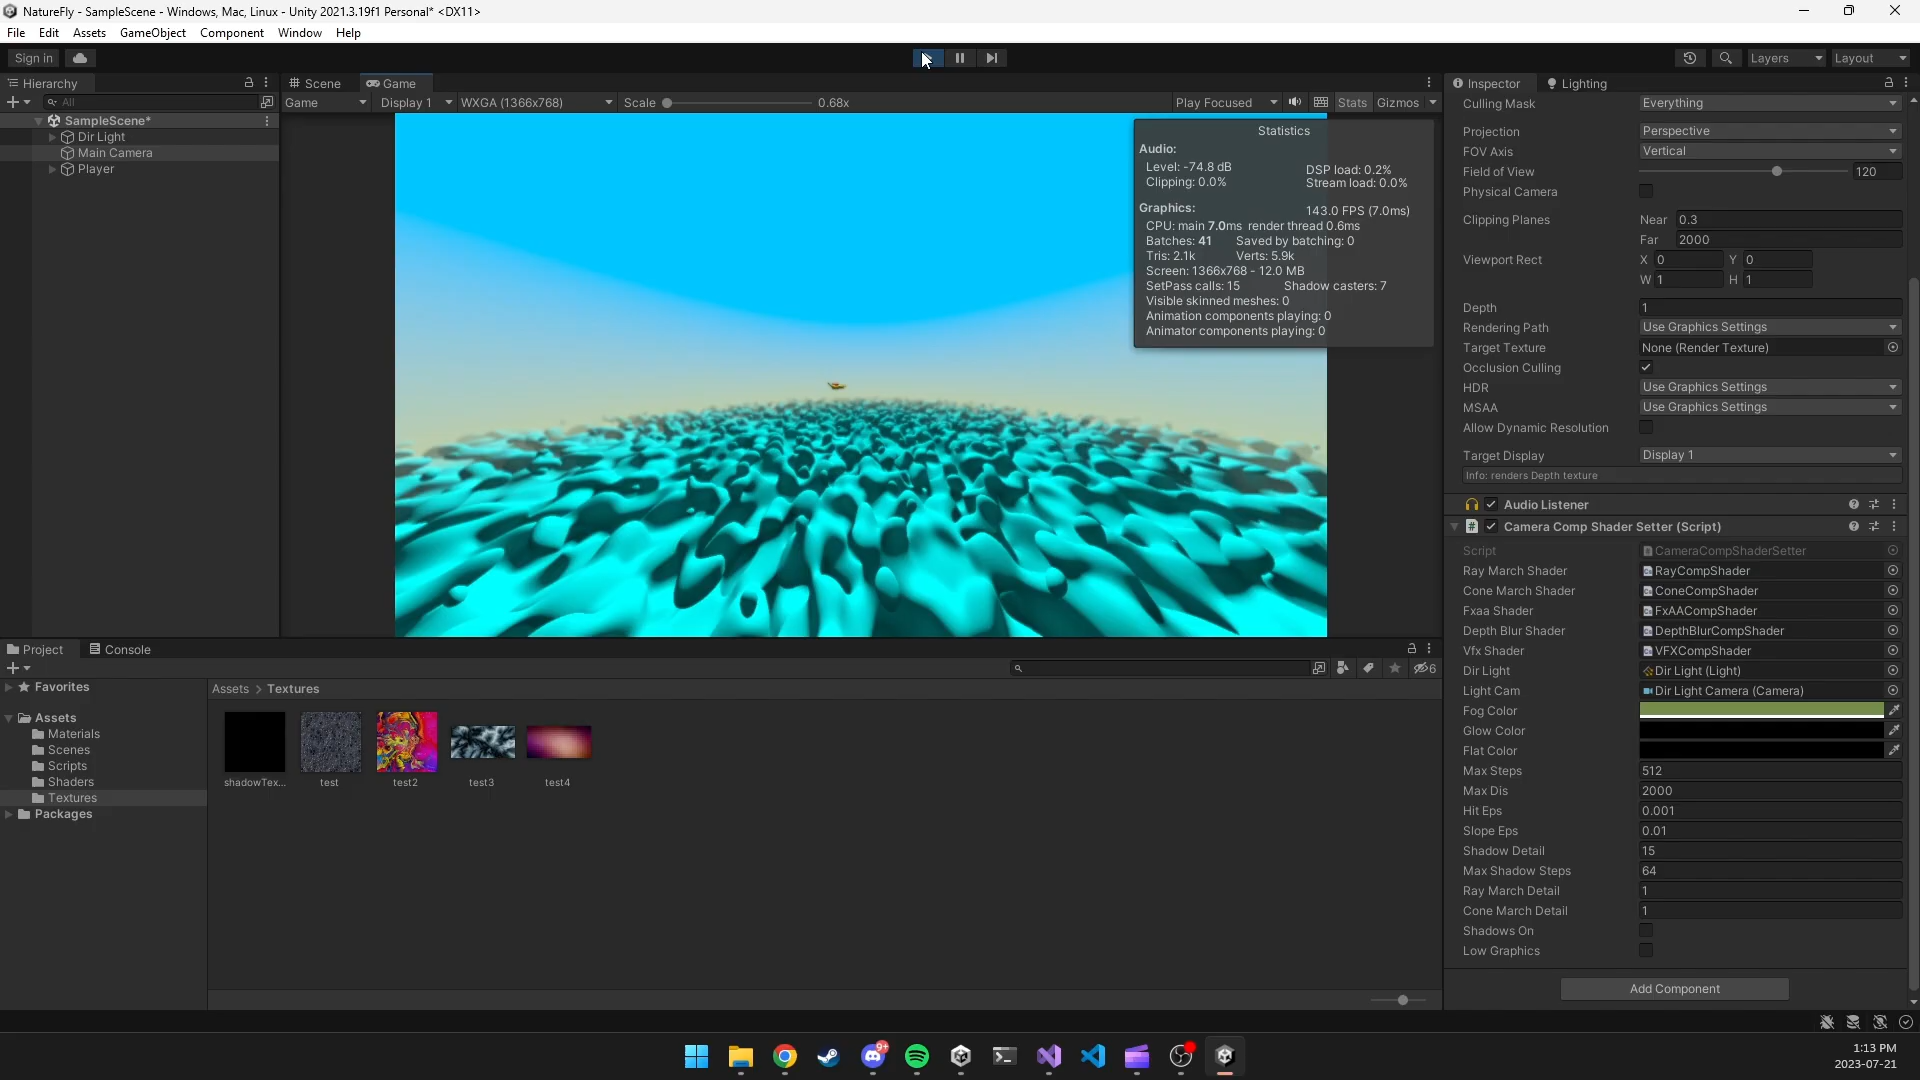 NatureFly - SampleScene - Windows, Mac, Linux - Unity 2021.3.19f1 Personal* <DX11>
File Edit Assets GameObject Component Window Help
Sign in Layers Layout
Hierarchy
All
SampleScene*
Dir Light
Main Camera
Player
Scene Game
Game Display 1 WXGA (1366x768) Scale 0.68x Play Focused Stats Gizmos
Statistics
Audio:
Level: -74.8 dB DSP load: 0.2%
Clipping: 0.0% Stream load: 0.0%
Graphics: 143.0 FPS (7.0ms)
CPU: main 7.0ms render thread 0.6ms
Batches: 41 Saved by batching: 0
Tris: 2.1k Verts: 5.9k
Screen: 1366x768 - 12.0 MB
SetPass calls: 15 Shadow casters: 7
Visible skinned meshes: 0
Animation components playing: 0
Animator components playing: 0
Inspector Lighting
Culling Mask Everything
Projection Perspective
FOV Axis Vertical
Field of View 120
Physical Camera
Clipping Planes Near 0.3
Far 2000
Viewport Rect X 0 Y 0
W 1 H 1
Depth 1
Rendering Path Use Graphics Settings
Target Texture None (Render Texture)
Occlusion Culling
HDR Use Graphics Settings
MSAA Use Graphics Settings
Allow Dynamic Resolution
Target Display Display 1
Info: renders Depth texture
Audio Listener
Camera Comp Shader Setter (Script)
Script CameraCompShaderSetter
Ray March Shader RayCompShader
Cone March Shader ConeCompShader
Fxaa Shader FxAACompShader
Depth Blur Shader DepthBlurCompShader
Vfx Shader VFXCompShader
Dir Light Dir Light (Light)
Light Cam Dir Light Camera (Camera)
Fog Color
Glow Color
Flat Color
Max Steps 512
Max Dis 2000
Hit Eps 0.001
Slope Eps 0.01
Shadow Detail 15
Max Shadow Steps 64
Ray March Detail 1
Cone March Detail 1
Shadows On
Low Graphics
Add Component
Project Console
6
Favorites
Assets
Materials
Scenes
Scripts
Shaders
Textures
Packages
Assets > Textures
shadowTex... test test2 test3 test4
9+
1:13 PM
2023-07-21